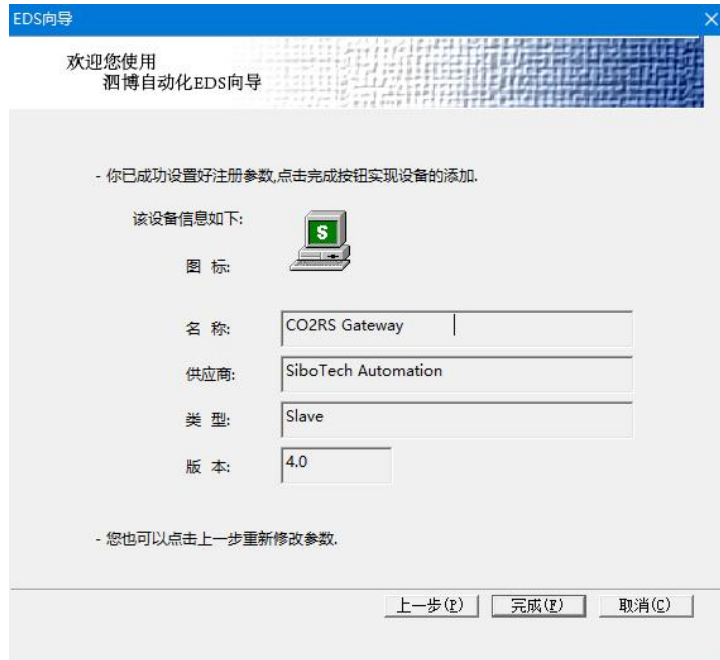 EDS向导
欢迎您使用
泗博自动化EDS向导
- 你已成功设置好注册参数,点击完成按钮实现设备的添加.
该设备信息如下:
S
图 标:
名 称: CO2RS Gateway
供应商: SiboTech Automation
类 型: Slave
版 本: 4.0
- 您也可以点击上一步重新修改参数.
上一步(P) 完成(F) 取消(C)